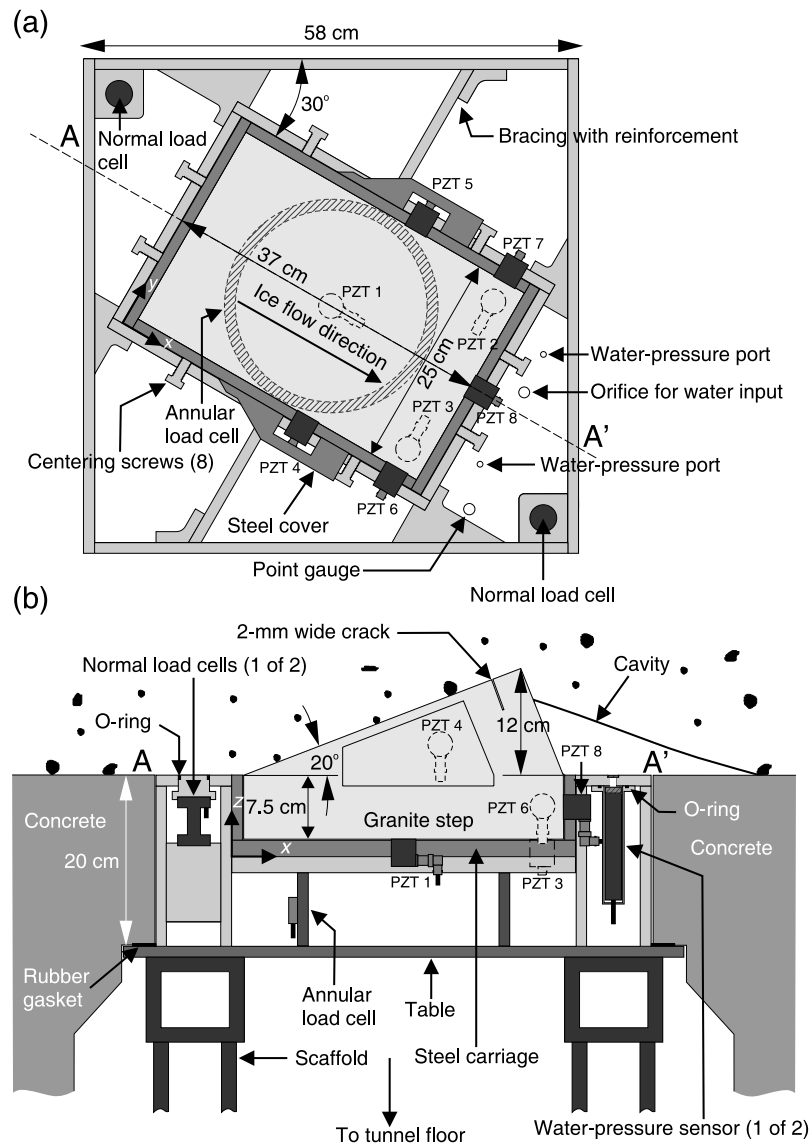 (a)
58 cm
30°
A
Normal load
cell
Bracing with reinforcement
PZT 5
PZT 7
37 cm
PZT 1
PZT 2
y
Ice flow
direction
x
25 cm
Water-pressure port
Orifice for water input
PZT 3
PZT 8
Annular
load cell
A'
Centering screws (8)
Water-pressure port
PZT 4
PZT 6
Steel cover
Point gauge
Normal load cell
(b)
2-mm wide crack
Normal load cells (1 of 2)
Cavity
O-ring
12 cm
PZT 4
A
20°
PZT 8
A'
z
7.5 cm
PZT 6
O-ring
Concrete
Granite step
Concrete
20 cm
x
PZT 1
PZT 3
Rubber
gasket
Annular
load cell
Table
Steel carriage
Scaffold
To tunnel floor
Water-pressure sensor (1 of 2)